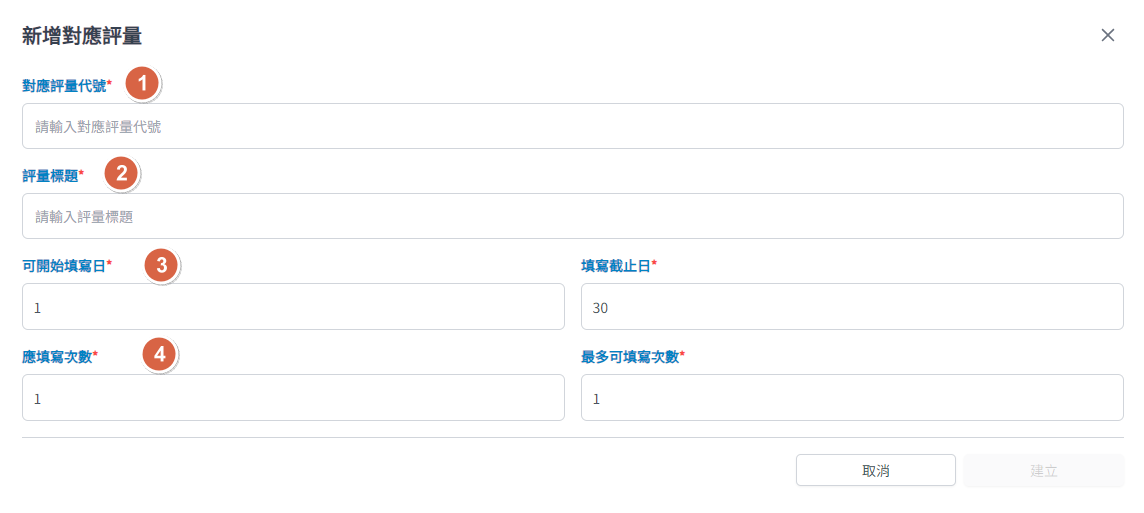 新增對應評量
對應評量代號* 1
請輸入對應評量代號
評量標題* 2
請輸入評量標題
可開始填寫日* 3 填寫截止日*
1 30
應填寫次數* 4 最多可填寫次數*
1 1
取消 建立